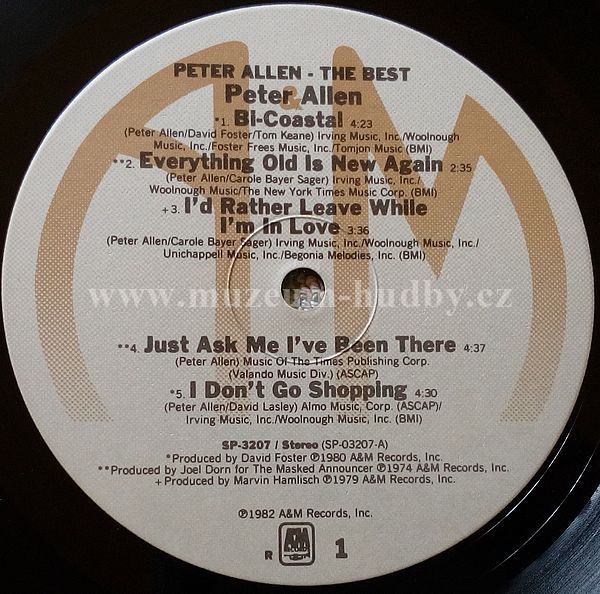 PETER ALLEN - THE BEST
Peter Allen
*1. Bi-Coastal 4:23
(Peter Allen/David Foster/Tom Keane) Irving Music, Inc./Woolnough
Music, Inc./Foster Frees Music, Inc./Tomjon Music (BMI)
**2. Everything Old Is New Again 2:35
(Peter Allen/Carole Bayer Sager) Irving Music, Inc./
Woolnough Music/The New York Times Music Corp. (BMI)
+3. I'd Rather Leave While
I'm In Love 3:36
(Peter Allen/Carole Bayer Sager) Irving Music, Inc./Woolnough Music, Inc./
Unichappell Music, Inc./Begonia Melodies, Inc. (BMI)
www.muzeum-hudby.cz
**4. Just Ask Me I've Been There 4:37
(Peter Allen) Music Of The Times Publishing Corp.
(Valando Music Div.) (ASCAP)
*5. I Don't Go Shopping 4:30
(Peter Allen/David Lasley) Almo Music, Corp. (ASCAP)/
Irving Music, Inc./Woolnough Music, Inc. (BMI)
SP-3207 / Stereo (SP-03207-A)
*Produced by David Foster ℗1980 A&M Records, Inc.
**Produced by Joel Dorn for The Masked Announcer ℗1974 A&M Records, Inc.
+Produced by Marvin Hamlisch ℗1979 A&M Records, Inc.
℗1982 A&M Records, Inc.
R A&M RECORDS 1